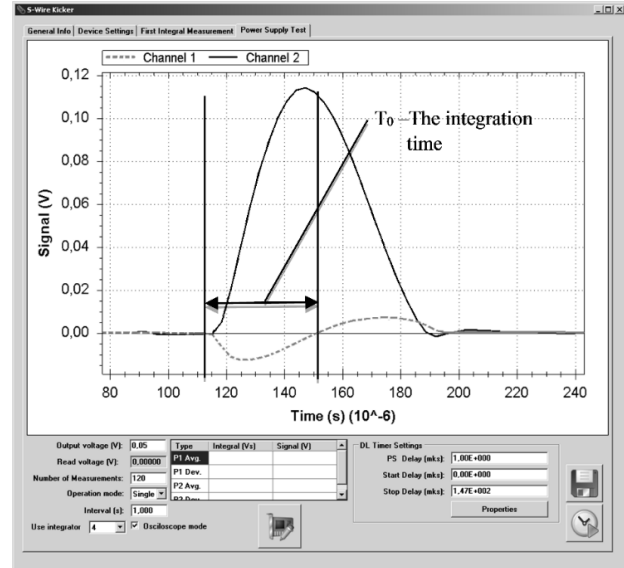 S-Wire Kicker
General Info Device Settings First Integral Measurement Power Supply Test
Channel 1 Channel 2
0,12
0,10
0,08
0,06
0,04
0,02
0,00
Signal (V)
T₀ –The integration
time
80 100 120 140 160 180 200 220 240
Time (s) (10^-6)
Output voltage (V): 0,05
Read voltage (V): 0,00000
Number of Measurements: 120
Operation mode: Single
Interval (s): 1,000
Use integrator 4 Osciloscope mode
Type Integral (Vs) Signal (V)
P1 Avg.
P1 Dev.
P2 Avg.
P2 Dev.
DL Timer Settings
PS Delay (mks): 1,00E+000
Start Delay (mks): 0,00E+000
Stop Delay (mks): 1,47E+002
Properties